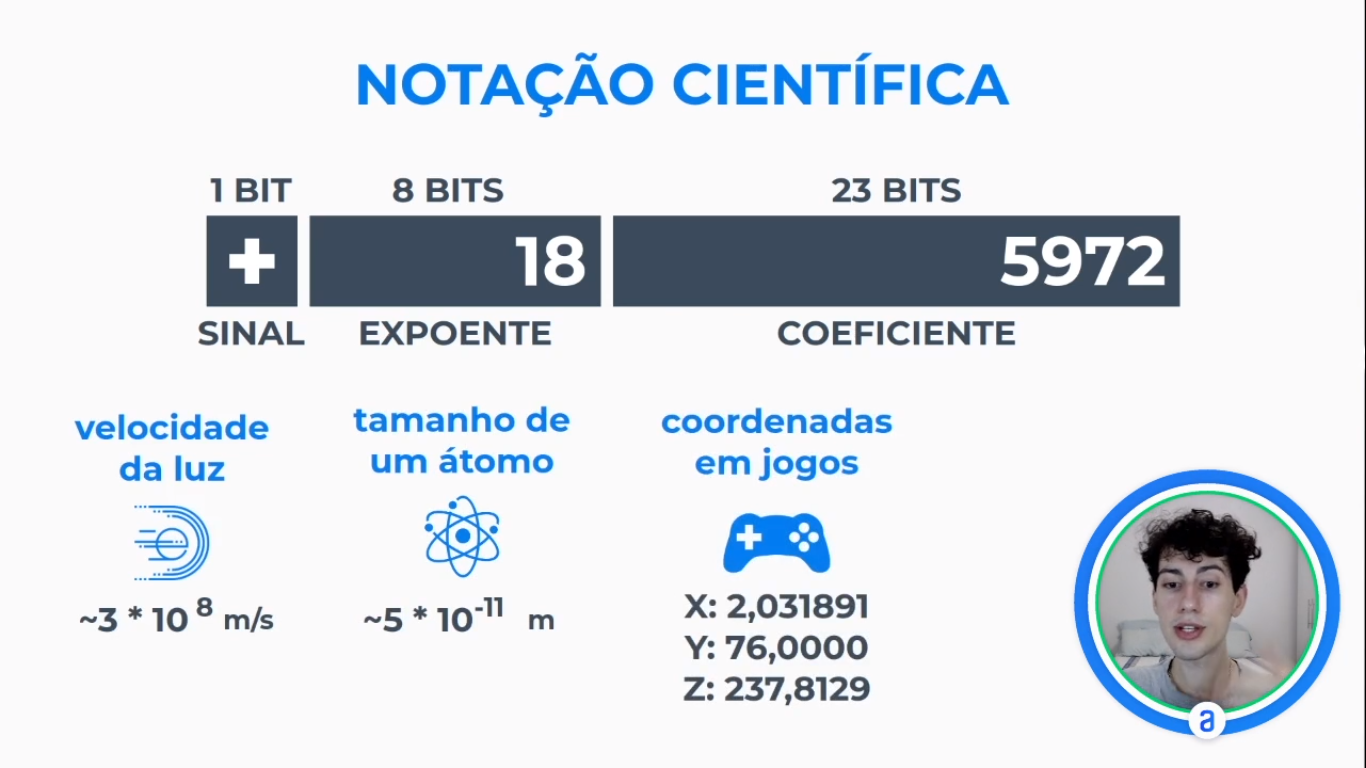 NOTAÇÃO CIENTÍFICA
1 BIT 8 BITS 23 BITS
+ 18 5972
SINAL EXPOENTE COEFICIENTE
velocidade
da luz
~3 * 10 8 m/s
tamanho de
um átomo
~5 * 10-11 m
coordenadas
em jogos
X: 2,031891
Y: 76,0000
Z: 237,8129
a